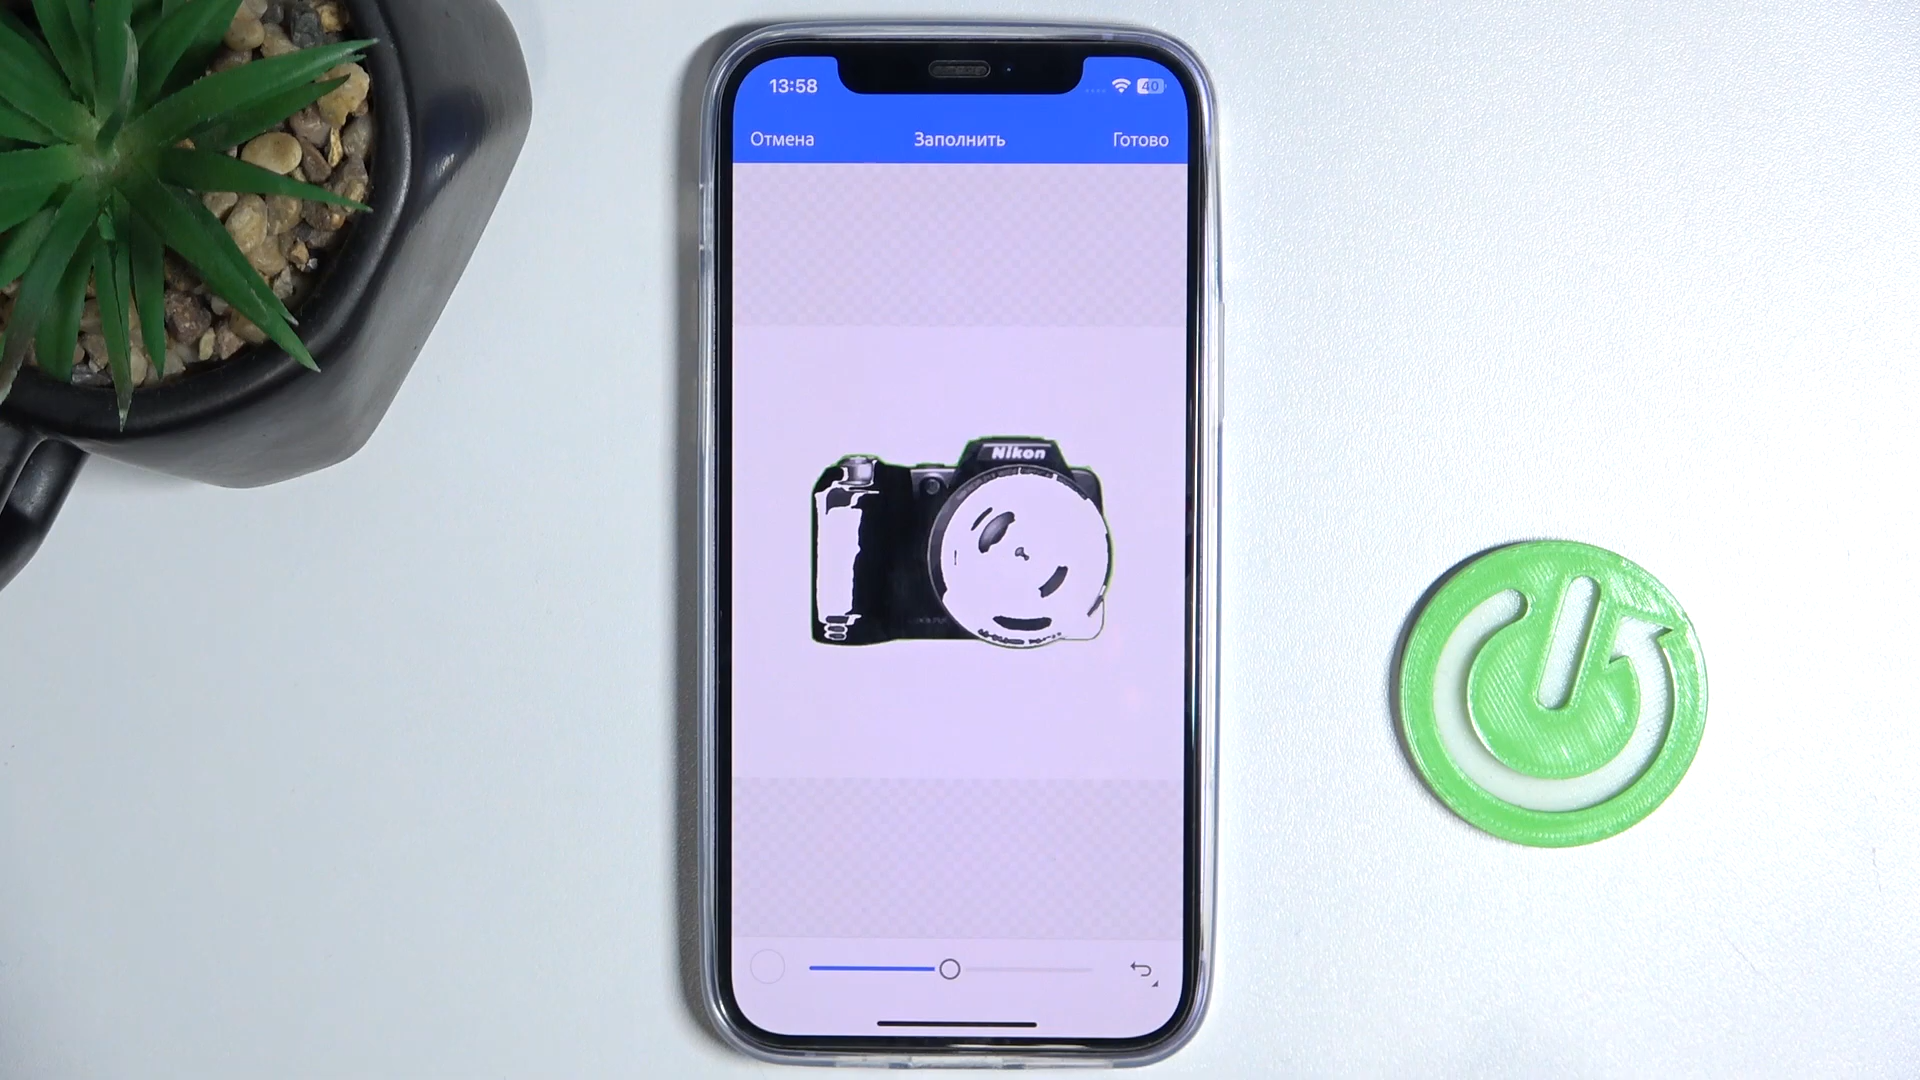 13:58
40
Отмена
Заполнить
Готово
Nikon